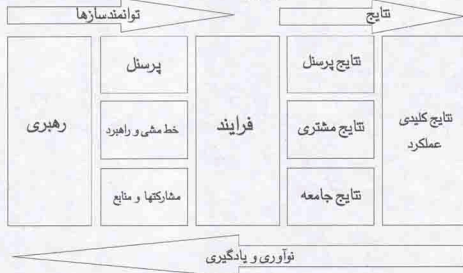 توانمندسازها
نتایج
رهبری
پرسنل
خط مشی و راهبرد
مشارکتها و منابع
فرایند
نتایج پرسنل
نتایج مشتری
نتایج جامعه
نتایج کلیدی
عملکرد
نوآوری و یادگیری